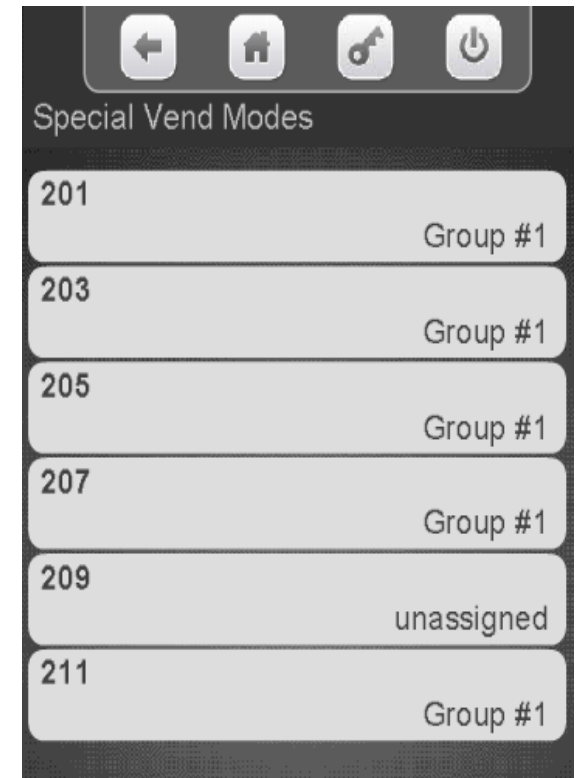 Special Vend Modes
201
Group #1
203
Group #1
205
Group #1
207
Group #1
209
unassigned
211
Group #1